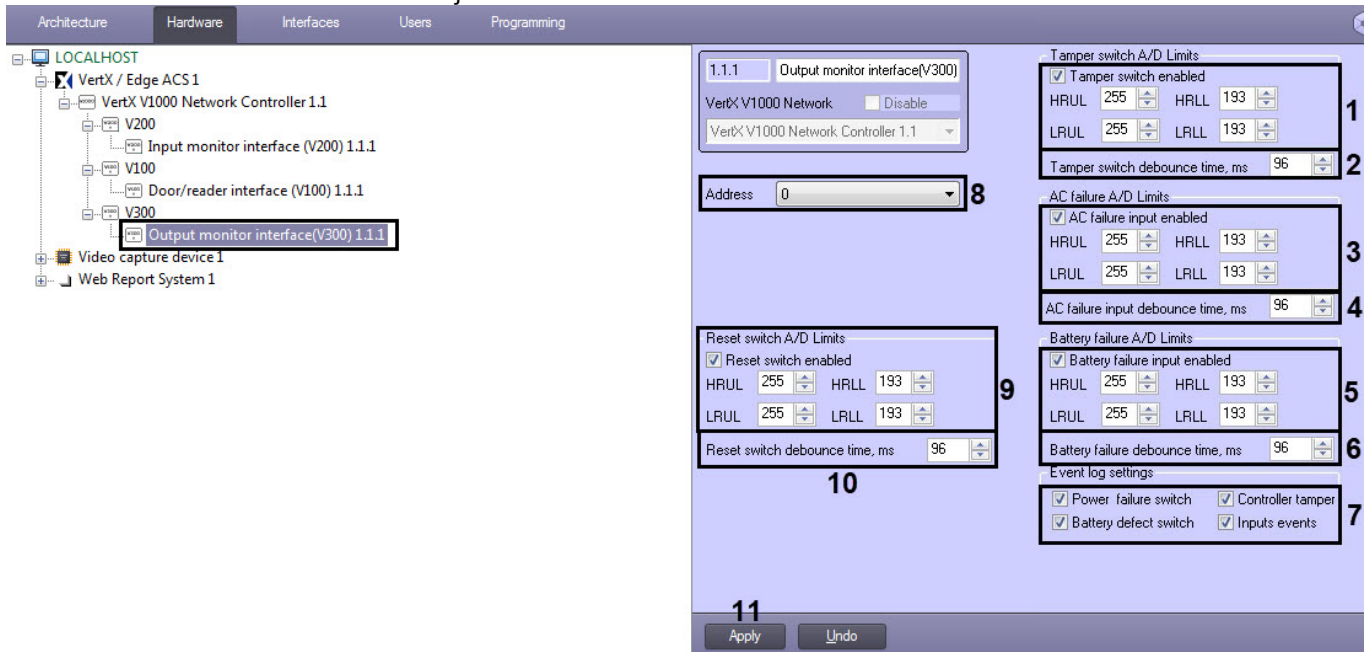 Architecture Hardware Interfaces Users Programming
LOCALHOST
VertX / Edge ACS 1
VertX V1000 Network Controller 1.1
V200
Input monitor interface (V200) 1.1.1
V100
Door/reader interface (V100) 1.1.1
V300
Output monitor interface(V300) 1.1.1
Video capture device 1
Web Report System 1
1.1.1 Output monitor interface(V300)
VertX V1000 Network Disable
VertX V1000 Network Controller 1.1
Address 0 8
Reset switch A/D Limits
Reset switch enabled
HRUL 255 HRLL 193
9
LRUL 255 LRLL 193
Reset switch debounce time, ms 96
10
Tamper switch A/D Limits
Tamper switch enabled
HRUL 255 HRLL 193
1
LRUL 255 LRLL 193
Tamper switch debounce time, ms 96 2
AC failure A/D Limits
AC failure input enabled
HRUL 255 HRLL 193
3
LRUL 255 LRLL 193
AC failure input debounce time, ms 96 4
Battery failure A/D Limits
Battery failure input enabled
HRUL 255 HRLL 193
5
LRUL 255 LRLL 193
Battery failure debounce time, ms 96 6
Event log settings
Power failure switch Controller tamper
7
Battery defect switch Inputs events
11
Apply Undo